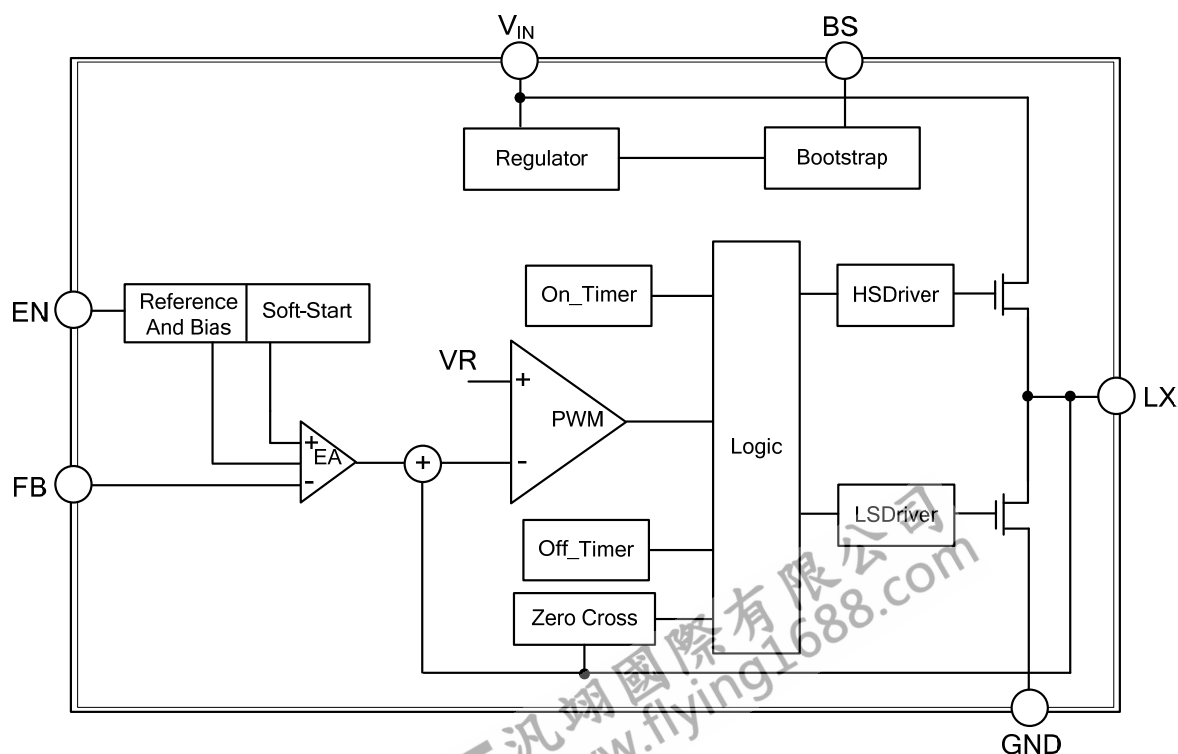 VIN
BS
Regulator
Bootstrap
EN
Reference
And Bias
Soft-Start
On_Timer
HSDriver
VR
+
PWM
-
LX
Logic
+
EA
-
+
FB
LSDriver
Off_Timer
Zero Cross
GND
汎翊國際有限公司
www.flying1688.com